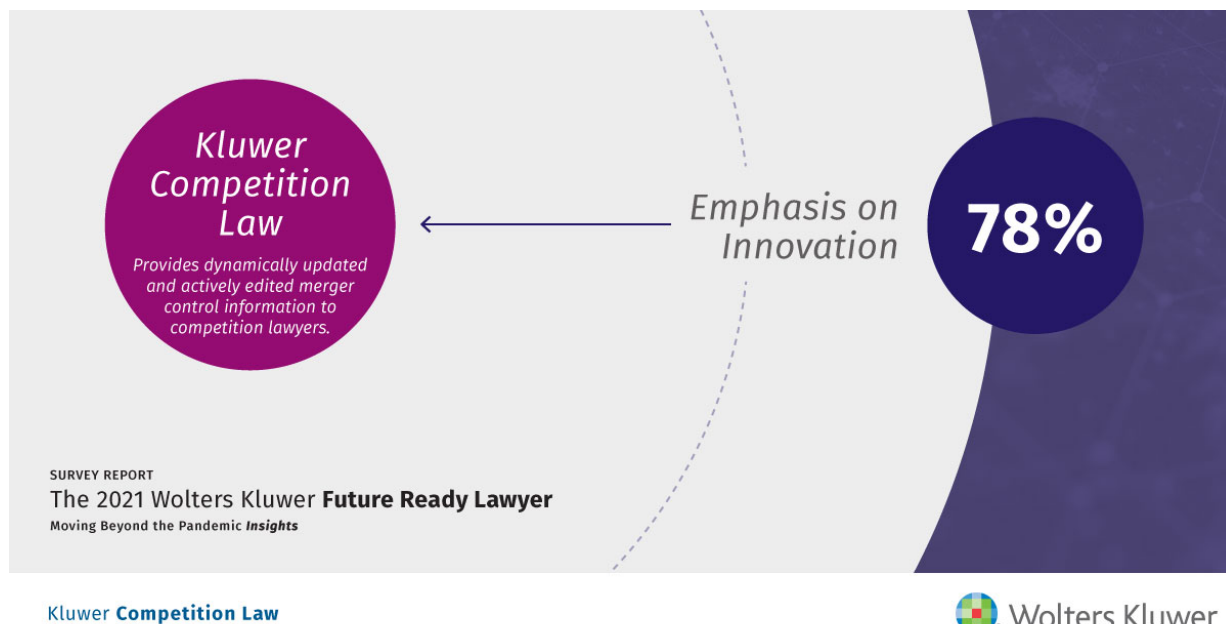 Kluwer
Competition
Law
Provides dynamically updated
and actively edited merger
control information to
competition lawyers.
Emphasis on
Innovation
78%
SURVEY REPORT
The 2021 Wolters Kluwer Future Ready Lawyer
Moving Beyond the Pandemic Insights
Kluwer Competition Law
Wolters Kluwer